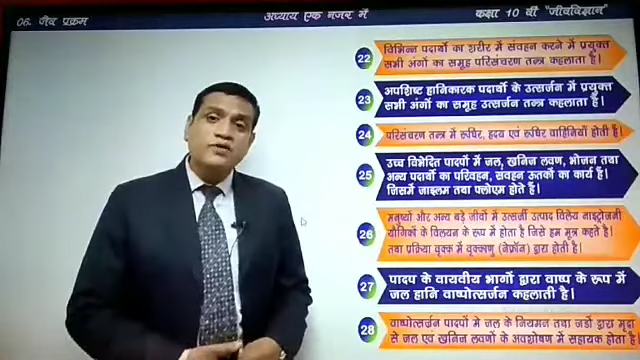 06. जैव प्रक्रम
अध्याय एक नजर में
कक्षा 10 वीं "जीवविज्ञान"
22
विभिन्न पदार्थों का शरीर में संवहन करने में प्रयुक्त
सभी अंगों का समूह परिसंचरण तन्त्र कहलाता है।
23
अपशिष्ट हानिकारक पदार्थों के उत्सर्जन में प्रयुक्त
सभी अंगों का समूह उत्सर्जन तन्त्र कहलाता है।
24
परिसंचरण तन्त्र में रूधिर, हृदय एवं रूधिर वाहिनियाँ होती है।
25
उच्च विभेदित पादपों में जल, खनिज लवण, भोजन तथा
अन्य पदार्थों का परिवहन, संवहन ऊतकों का कार्य है।
जिसमें जाइलम तथा फ्लोएम होते है।
26
मनुष्यों और अन्य बड़े जीवों में उत्सर्जी उत्पाद विलेय नाइट्रोजनी
यौगिकों के विलयन के रूप में होता है जिसे हम मूत्र कहते है।
तथा प्रक्रिया वृक्क में वृक्काणु (नेफ्रॉन) द्वारा होती है।
27
पादप के वायवीय भागों द्वारा वाष्प के रूप में
जल हानि वाष्पोत्सर्जन कहलाती है।
28
वाष्पोत्सर्जन पादपों में जल के नियमन तथा जड़ों द्वारा मृदा
से जल एवं खनिज लवणों के अवशोषण में सहायक होता है